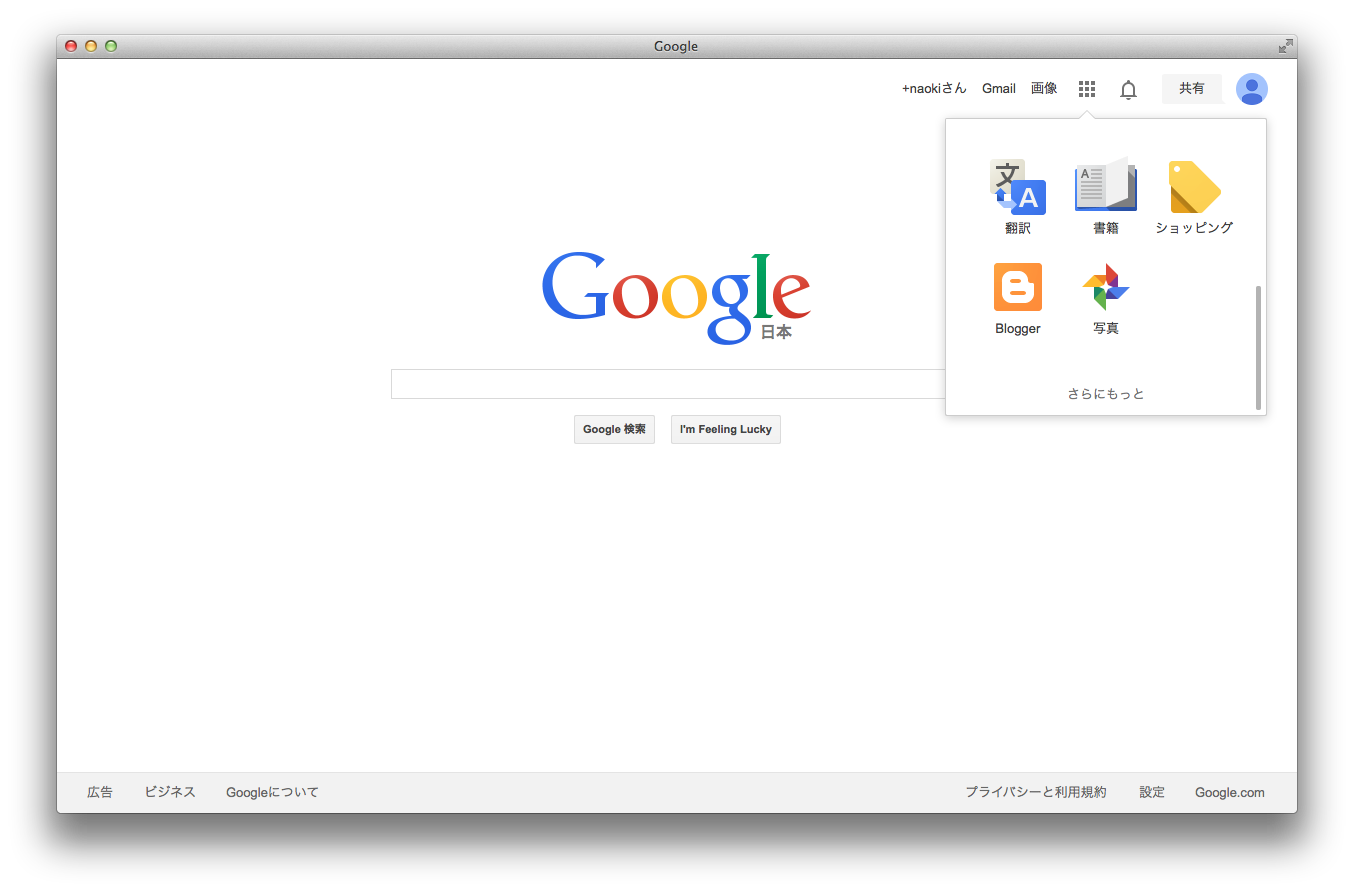 Google
+naokiさん Gmail 画像 共有
文 A A
翻訳 書籍 ショッピング
Blogger 写真
さらにもっと
Google
日本
Google 検索 I'm Feeling Lucky
広告 ビジネス Googleについて プライバシーと利用規約 設定 Google.com